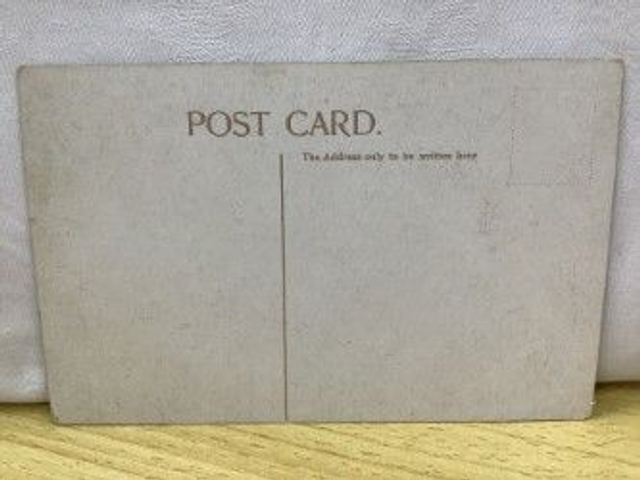 POST CARD.
The Address only to be written here